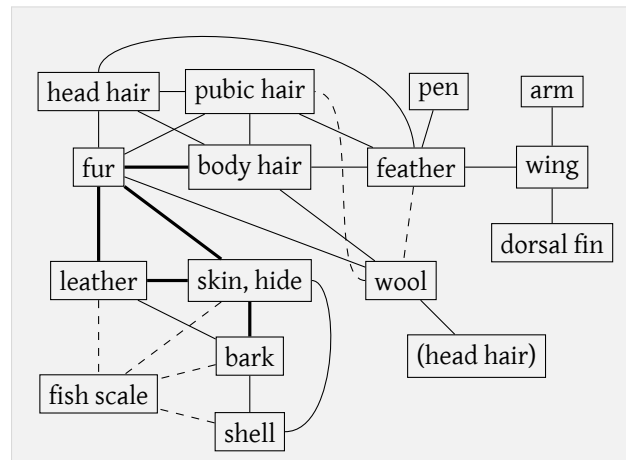 head hair
pubic hair
pen
arm
fur
body hair
feather
wing
dorsal fin
leather
skin, hide
wool
bark
(head hair)
fish scale
shell